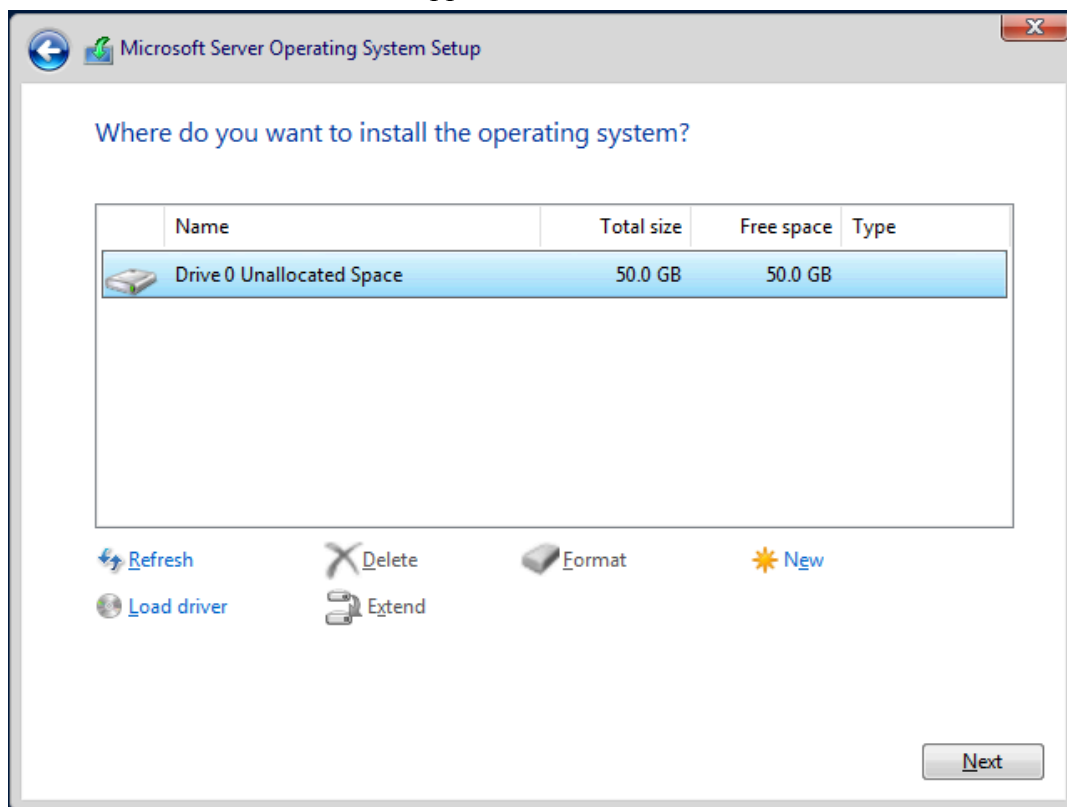 Microsoft Server Operating System Setup
Where do you want to install the operating system?
Name Total size Free space Type
Drive 0 Unallocated Space 50.0 GB 50.0 GB
Refresh Delete Format New
Load driver Extend
Next